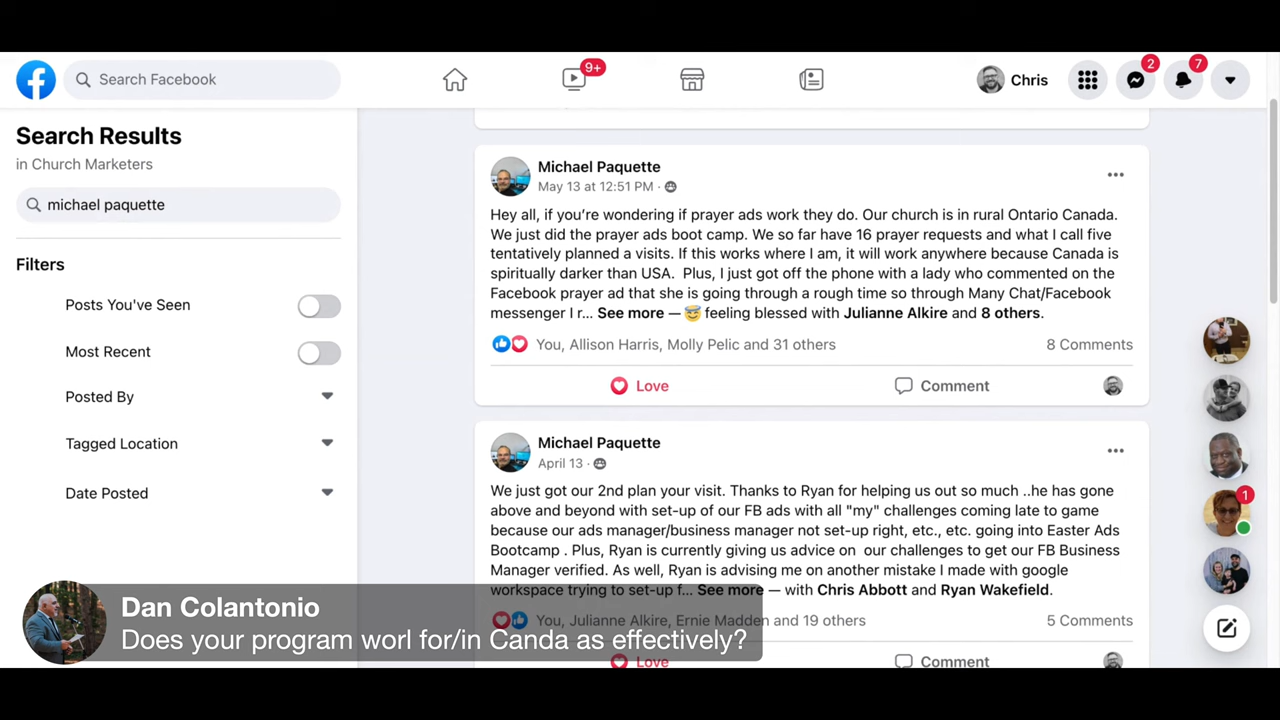 Search Facebook
9+
Chris
2
7
Search Results
in Church Marketers
michael paquette
Filters
Posts You've Seen
Most Recent
Posted By
Tagged Location
Date Posted
Michael Paquette
May 13 at 12:51 PM ·
Hey all, if you're wondering if prayer ads work they do. Our church is in rural Ontario Canada.
We just did the prayer ads boot camp. We so far have 16 prayer requests and what I call five
tentatively planned a visits. If this works where I am, it will work anywhere because Canada is
spiritually darker than USA. Plus, I just got off the phone with a lady who commented on the
Facebook prayer ad that she is going through a rough time so through Many Chat/Facebook
messenger I r... See more — 😇 feeling blessed with Julianne Alkire and 8 others.
You, Allison Harris, Molly Pelic and 31 others
8 Comments
Love
Comment
Michael Paquette
April 13 ·
We just got our 2nd plan your visit. Thanks to Ryan for helping us out so much ..he has gone
above and beyond with set-up of our FB ads with all "my" challenges coming late to game
because our ads manager/business manager not set-up right, etc., etc. going into Easter Ads
Bootcamp . Plus, Ryan is currently giving us advice on our challenges to get our FB Business
Manager verified. As well, Ryan is advising me on another mistake I made with google
workspace trying to set-up f... See more — with Chris Abbott and Ryan Wakefield.
You, Julianne Alkire, Ernie Madden and 19 others
5 Comments
Love
Comment
1
Dan Colantonio
Does your program worl for/in Canda as effectively?